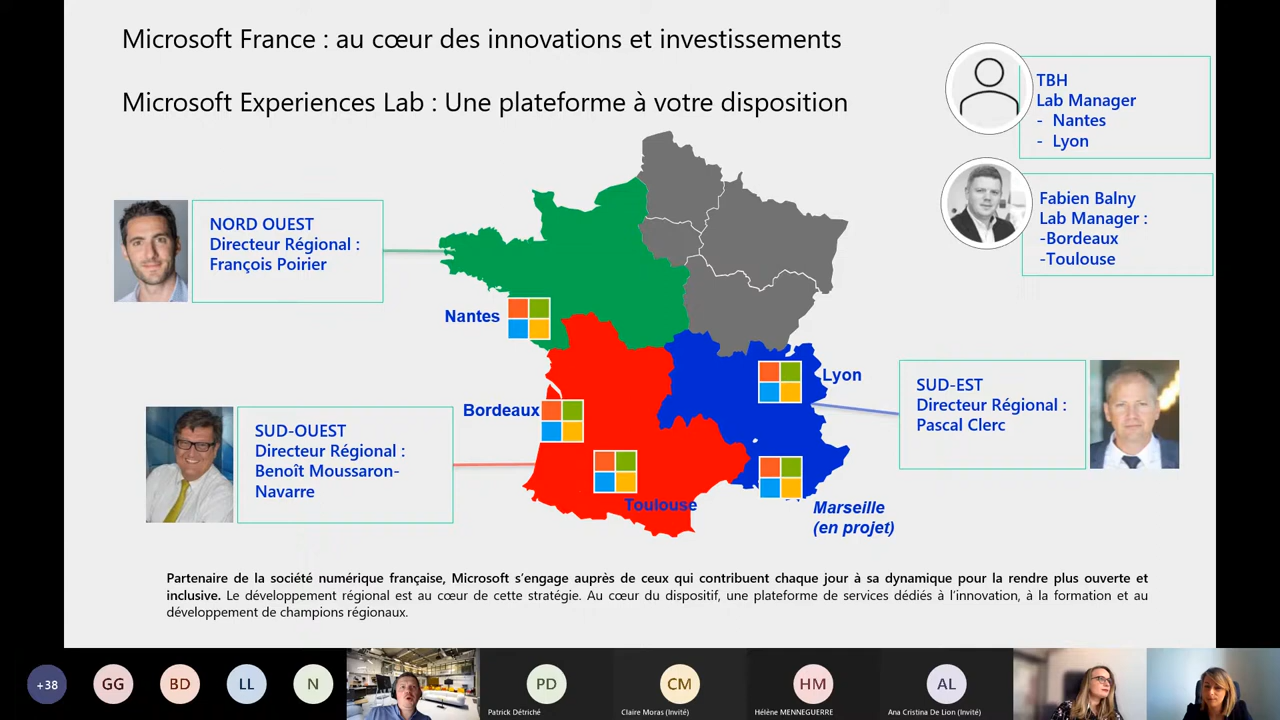 Microsoft France : au cœur des innovations et investissements
Microsoft Experiences Lab : Une plateforme à votre disposition
TBH
Lab Manager
- Nantes
- Lyon
Fabien Balny
Lab Manager :
-Bordeaux
-Toulouse
NORD OUEST
Directeur Régional :
François Poirier
Nantes
Lyon
SUD-EST
Directeur Régional :
Pascal Clerc
Bordeaux
SUD-OUEST
Directeur Régional :
Benoît Moussaron-
Navarre
Toulouse
Marseille
(en projet)
Partenaire de la société numérique française, Microsoft s’engage auprès de ceux qui contribuent chaque jour à sa dynamique pour la rendre plus ouverte et
inclusive. Le développement régional est au cœur de cette stratégie. Au cœur du dispositif, une plateforme de services dédiés à l’innovation, à la formation et au
développement de champions régionaux.
+38
GG
BD
LL
N
PD
CM
HM
AL
Patrick Détriché
Claire Moras (Invité)
Hélène MENNEGUERRE
Ana Cristina De Lion (Invité)